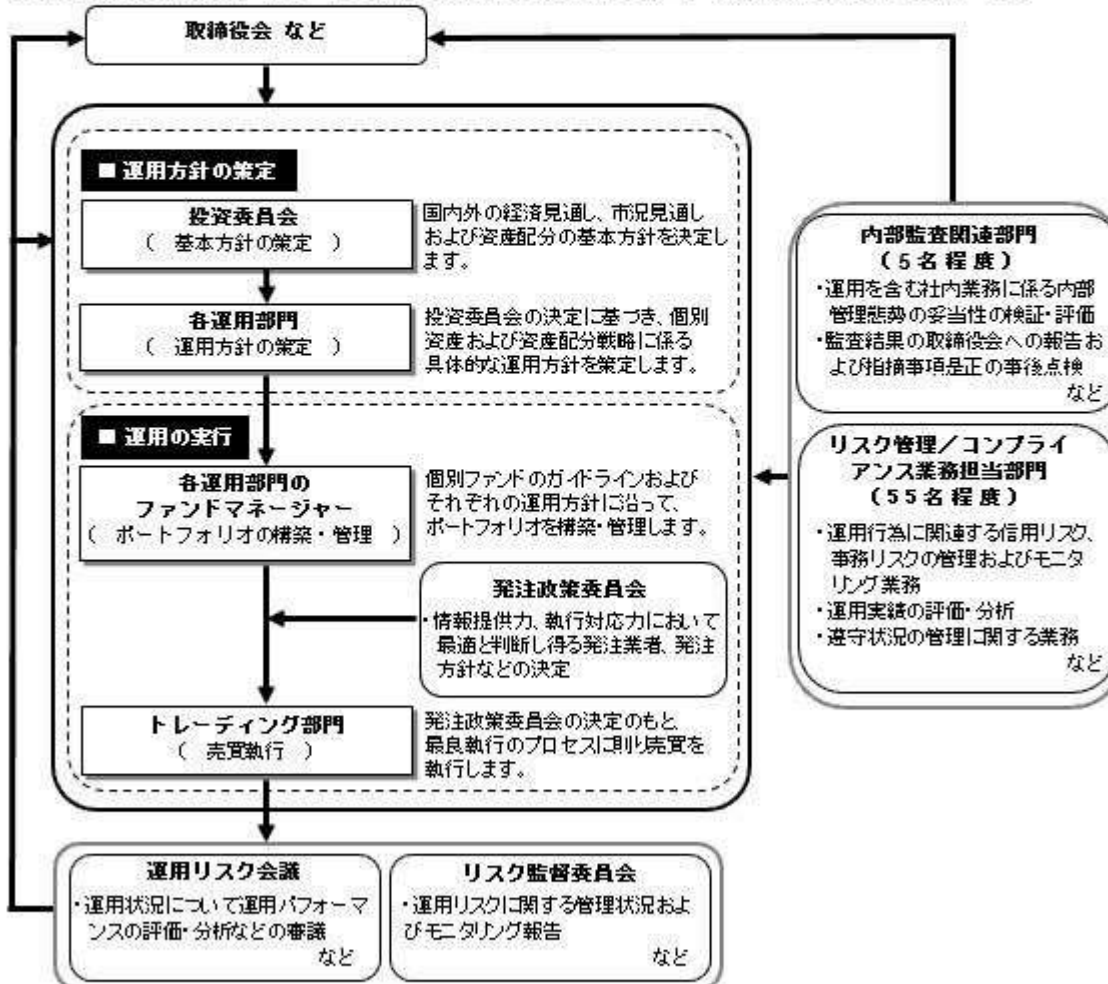 取締役会 など
■ 運用方針の策定
投資委員会
（ 基本方針の策定 ）
国内外の経済見通し、市況見通し
および資産配分の基本方針を決定し
ます。
各運用部門
（ 運用方針の策定 ）
投資委員会の決定に基づき、個別
資産および資産配分戦略に係る
具体的な運用方針を策定します。
■ 運用の実行
各運用部門の
ファンドマネージャー
（ ポートフォリオの構築・管理 ）
個別ファンドのガイドラインおよび
それぞれの運用方針に沿って、
ポートフォリオを構築・管理します。
発注政策委員会
・情報提供力、執行対応力において
最適と判断し得る発注業者、発注
方針などの決定
トレーディング部門
（ 売買執行 ）
発注政策委員会の決定のもと、
最良執行のプロセスに則り売買を
執行します。
内部監査関連部門
（5名程度）
・運用を含む社内業務に係る内部
管理態勢の妥当性の検証・評価
・監査結果の取締役会への報告お
よび指摘事項是正の事後点検
など
リスク管理／コンプライ
アンス業務担当部門
（55名程度）
・運用行為に関連する信用リスク、
事務リスクの管理およびモニタ
リング業務
・運用実績の評価・分析
・遵守状況の管理に関する業務
など
運用リスク会議
・運用状況について運用パフォーマ
ンスの評価・分析などの審議
など
リスク監督委員会
・運用リスクに関する管理状況およ
びモニタリング報告
など